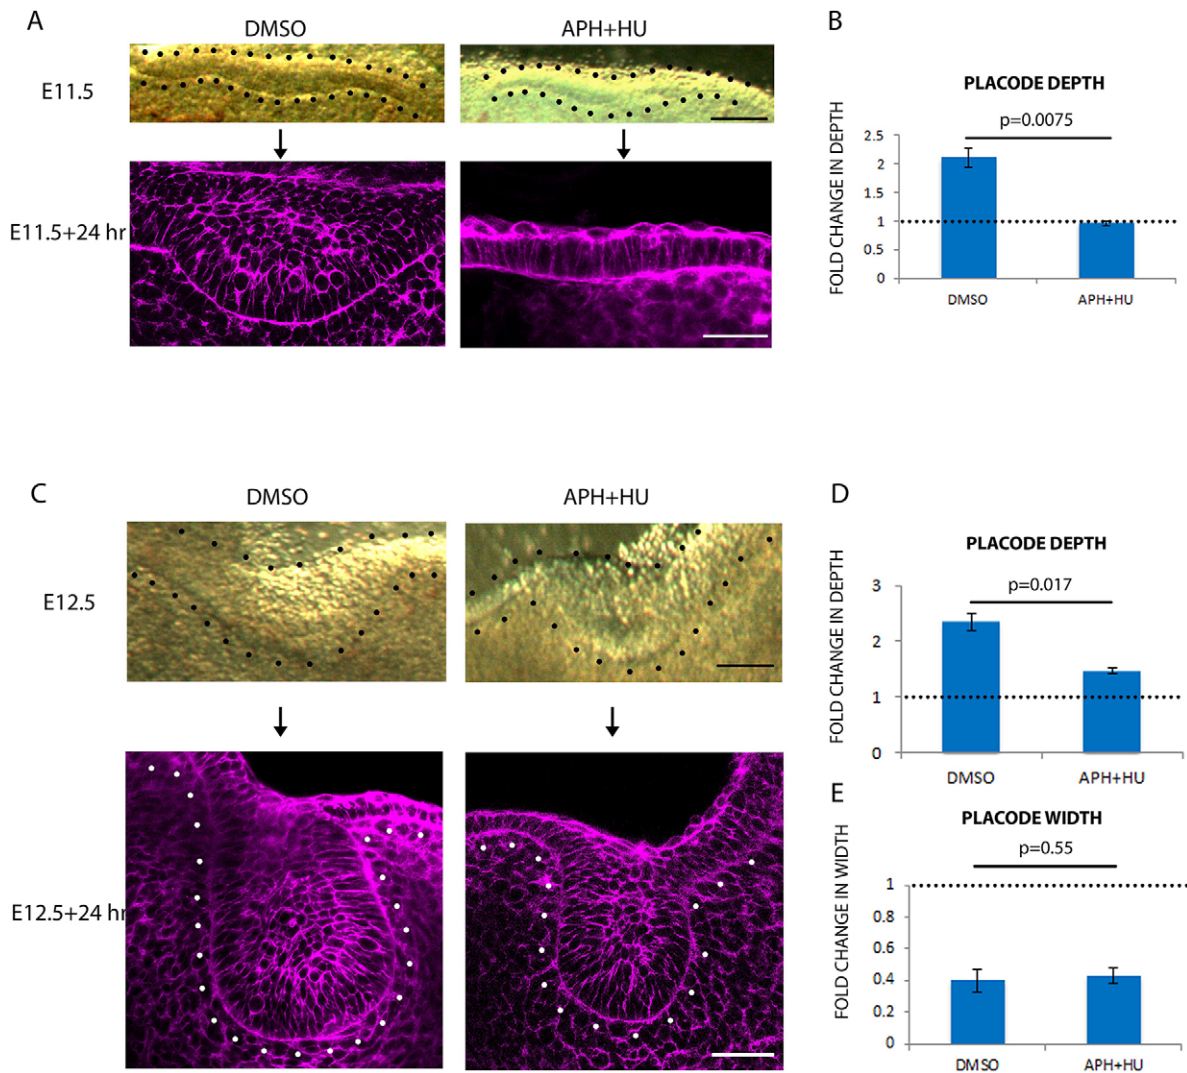 A
DMSO
APH+HU
E11.5
E11.5+24 hr
B
PLACODE DEPTH
p=0.0075
FOLD CHANGE IN DEPTH
2.5
2
1.5
1
0.5
0
DMSO
APH+HU
C
DMSO
APH+HU
E12.5
E12.5+24 hr
D
PLACODE DEPTH
p=0.017
FOLD CHANGE IN DEPTH
3
2
1
0
DMSO
APH+HU
E
PLACODE WIDTH
p=0.55
FOLD CHANGE IN WIDTH
1
0.8
0.6
0.4
0.2
0
DMSO
APH+HU